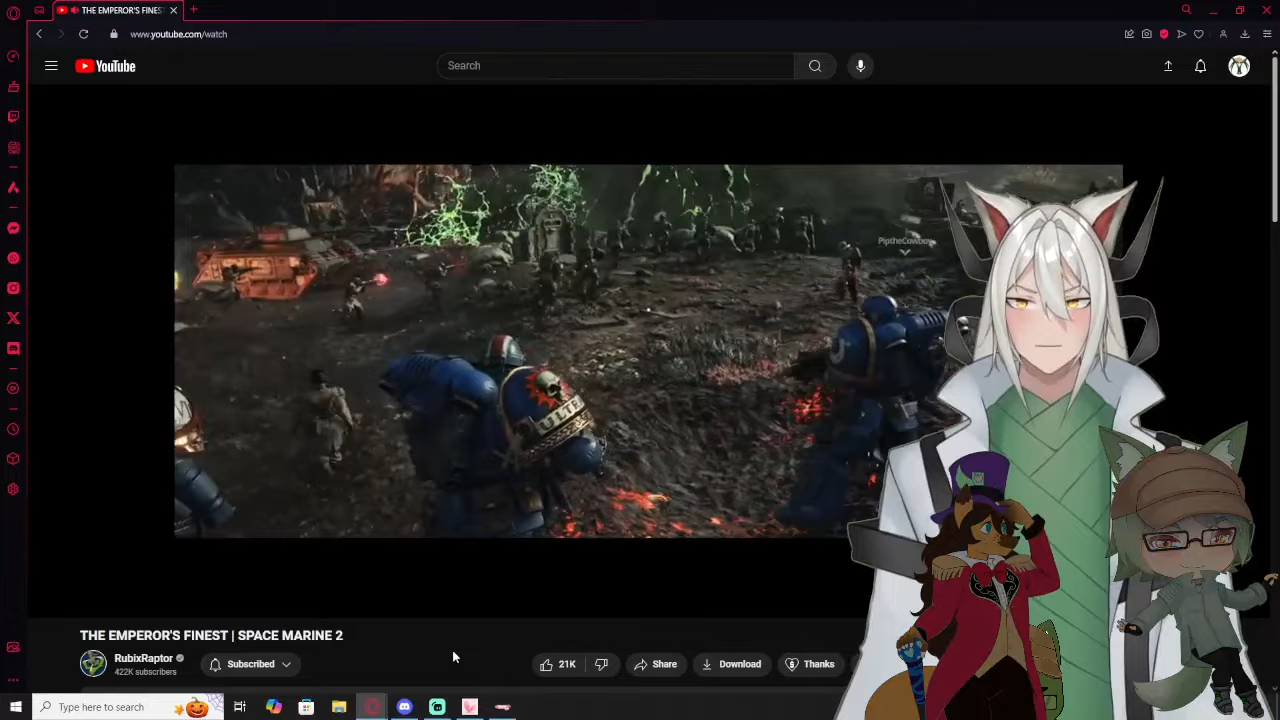 THE EMPEROR'S FINES
www.youtube.com/watch
YouTube
Search
PiptheCowboy
ULTR
THE EMPEROR'S FINEST | SPACE MARINE 2
RubixRaptor
422K subscribers
Subscribed
21K
Share
Download
Thanks
Type here to search